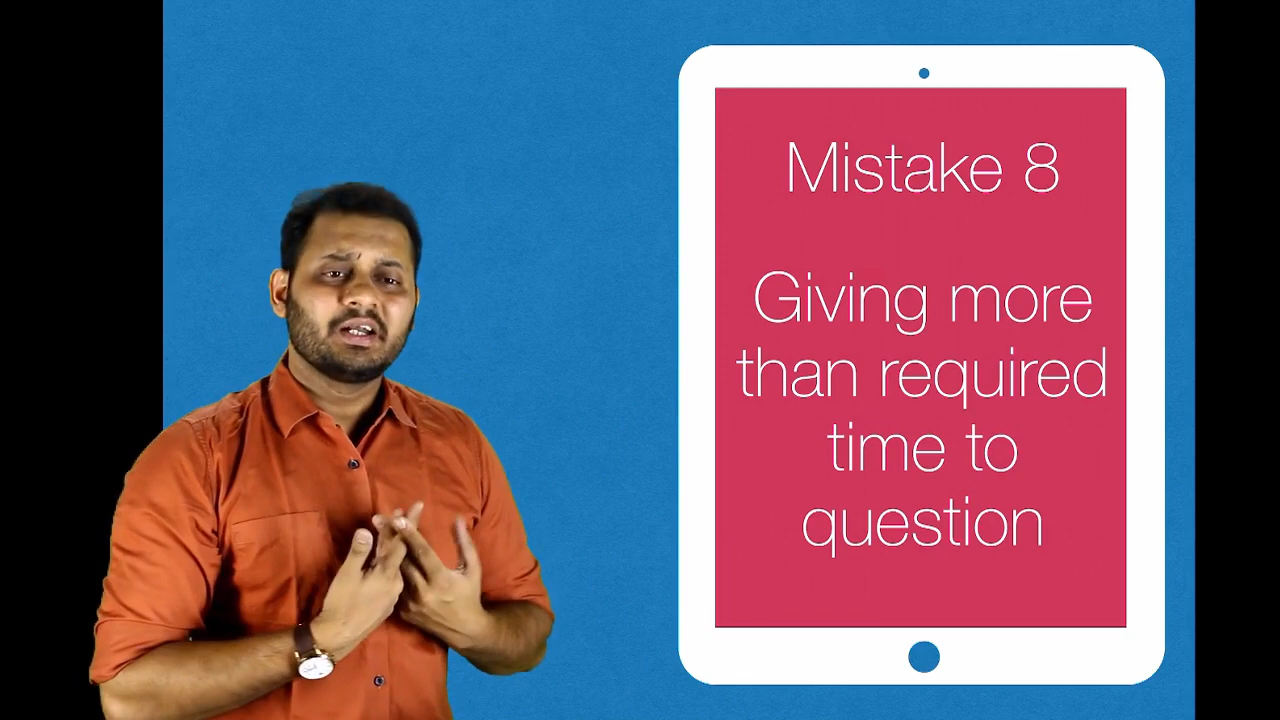 Mistake 8
Giving more
than required
time to
question